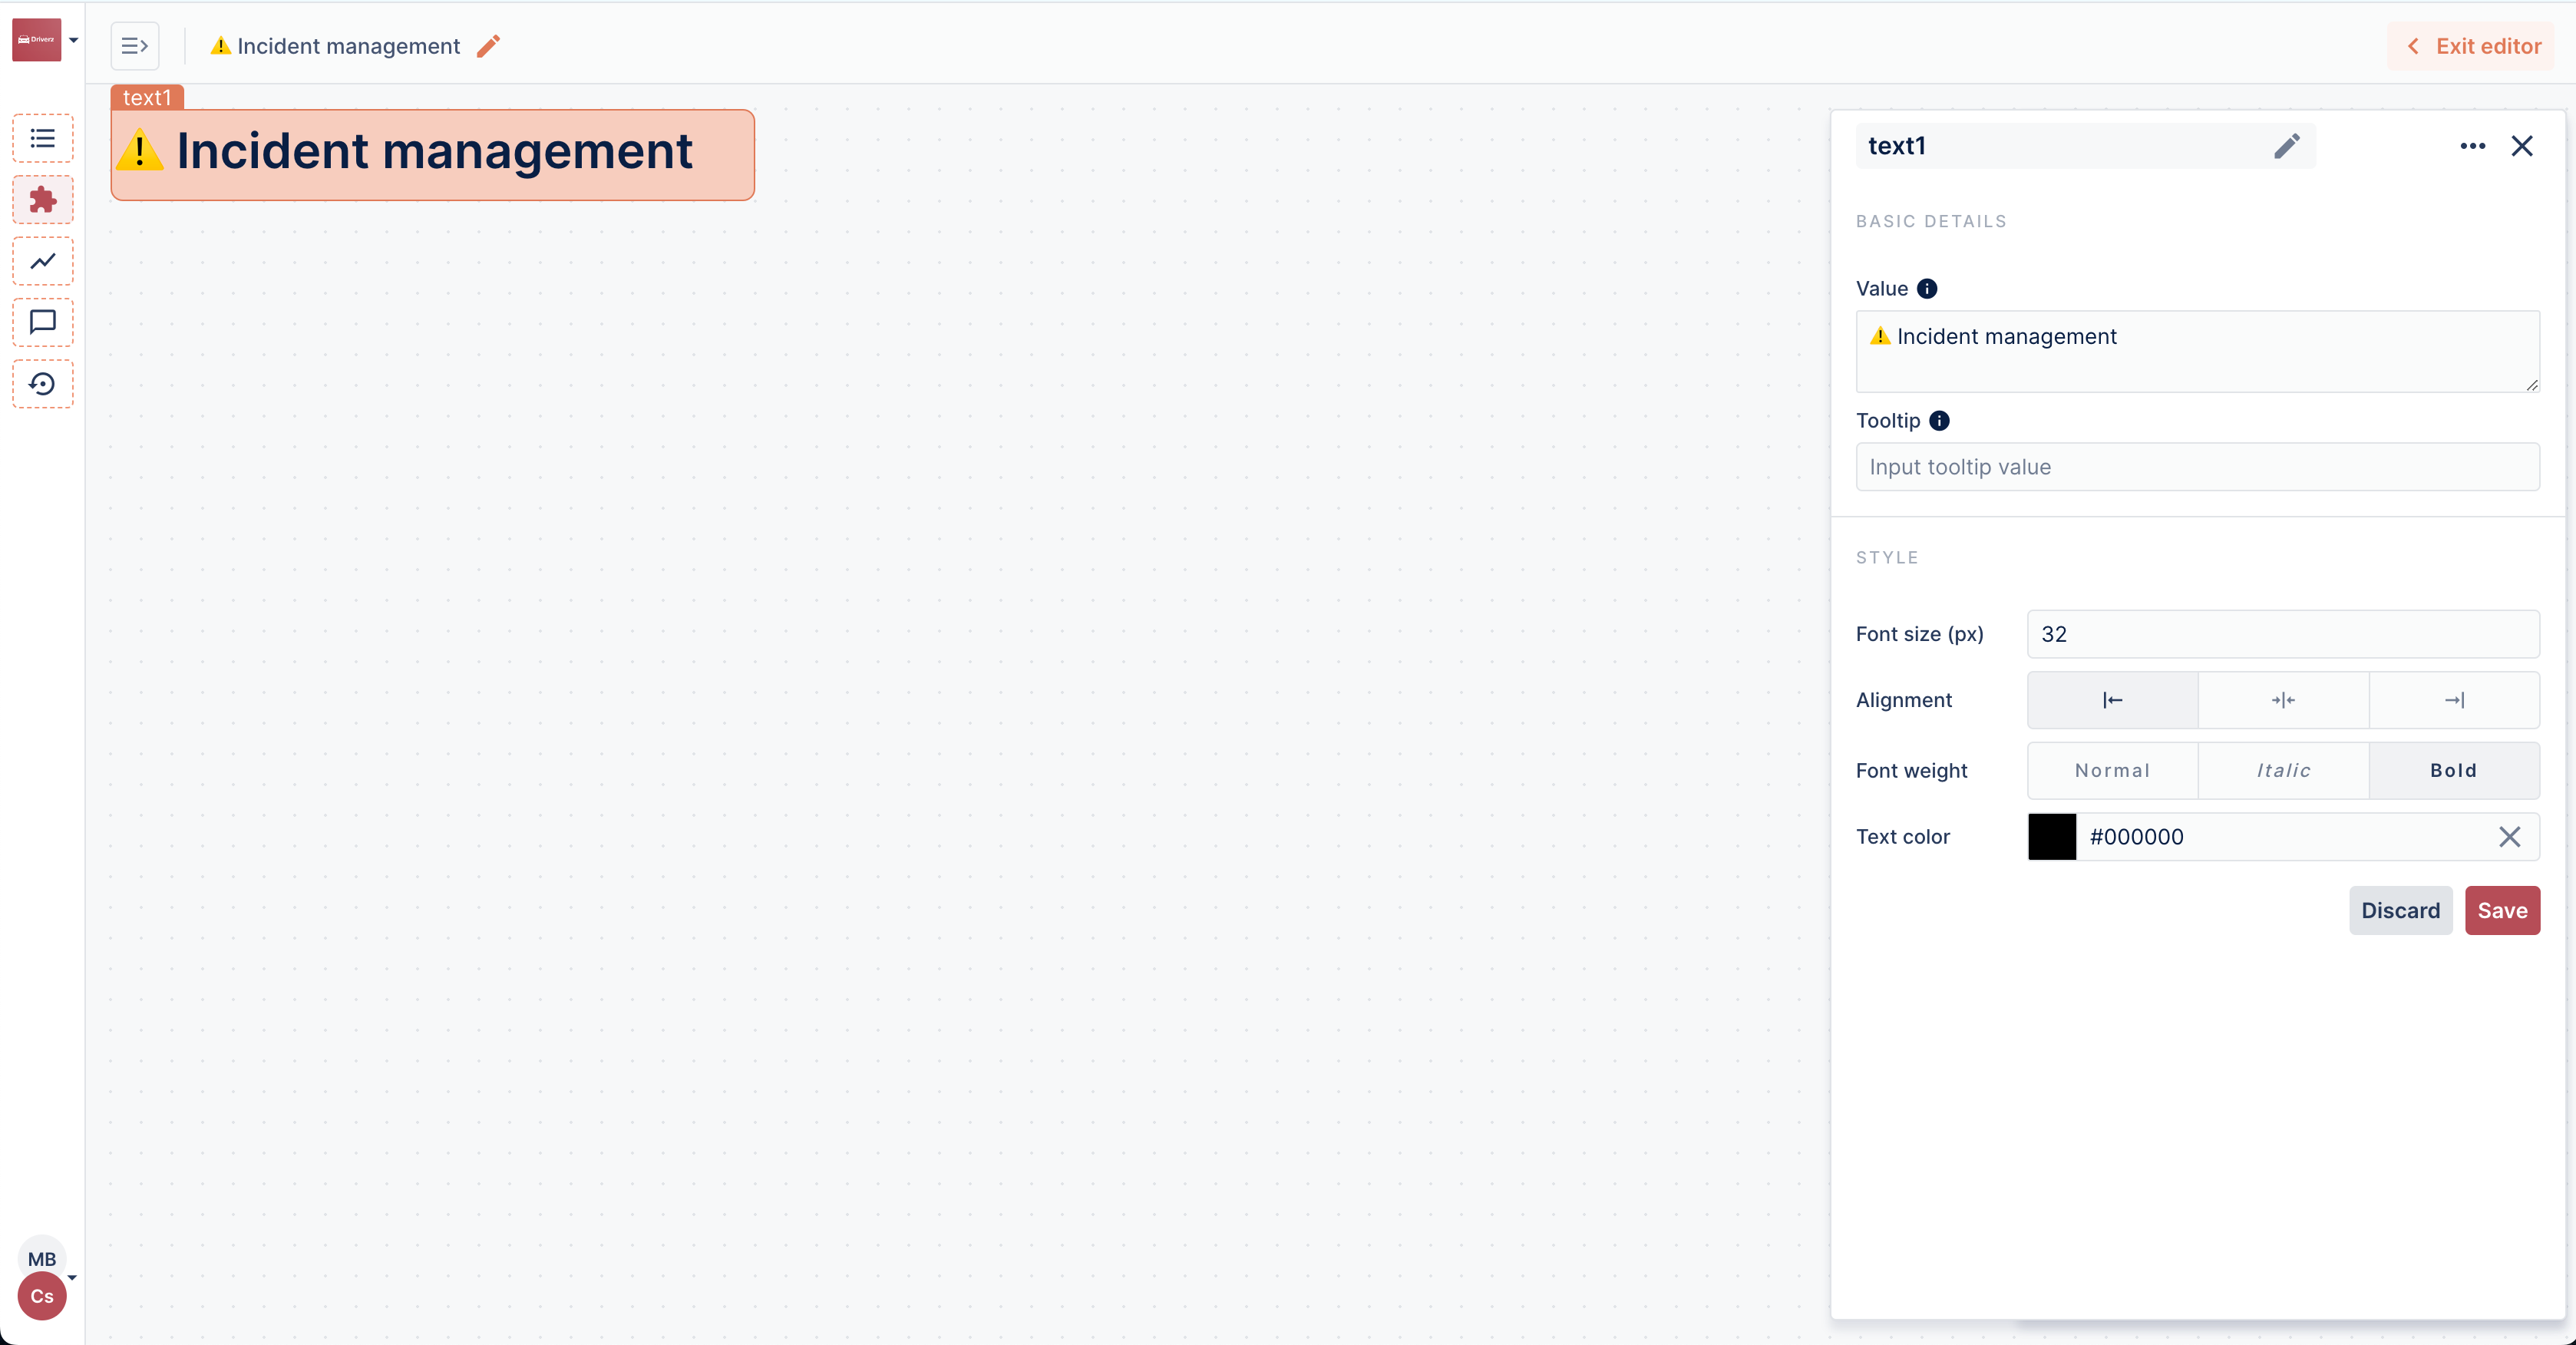 Driverz
⚠️ Incident management
Exit editor
text1
⚠️ Incident management
text1
BASIC DETAILS
Value
⚠️ Incident management
Tooltip
Input tooltip value
STYLE
Font size (px)
32
Alignment
Font weight
Normal
Italic
Bold
Text color
#000000
Discard
Save
MB
Cs